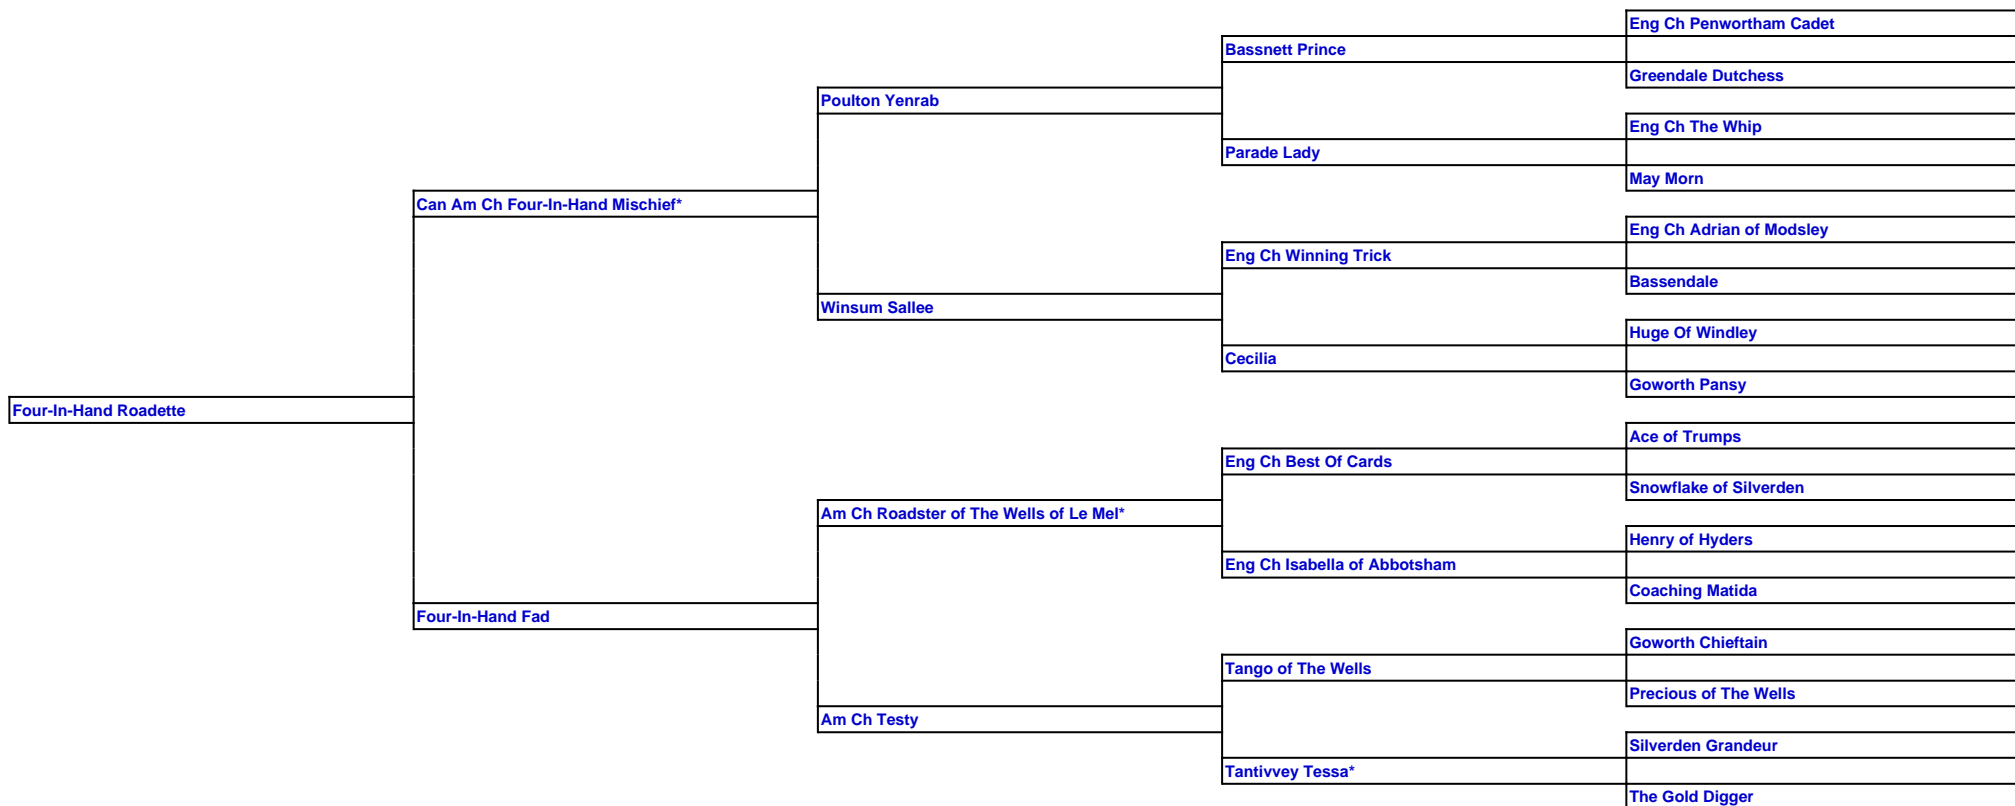 Eng Ch Penwortham Cadet
Bassnett Prince
Greendale Dutchess
Poulton Yenrab
Eng Ch The Whip
Parade Lady
May Morn
Can Am Ch Four-In-Hand Mischief*
Eng Ch Adrian of Modsley
Eng Ch Winning Trick
Bassendale
Winsum Sallee
Huge Of Windley
Cecilia
Goworth Pansy
Four-In-Hand Roadette
Ace of Trumps
Eng Ch Best Of Cards
Snowflake of Silverden
Am Ch Roadster of The Wells of Le Mel*
Henry of Hyders
Eng Ch Isabella of Abbotsham
Coaching Matida
Four-In-Hand Fad
Goworth Chieftain
Tango of The Wells
Precious of The Wells
Am Ch Testy
Silverden Grandeur
Tantivvey Tessa*
The Gold Digger